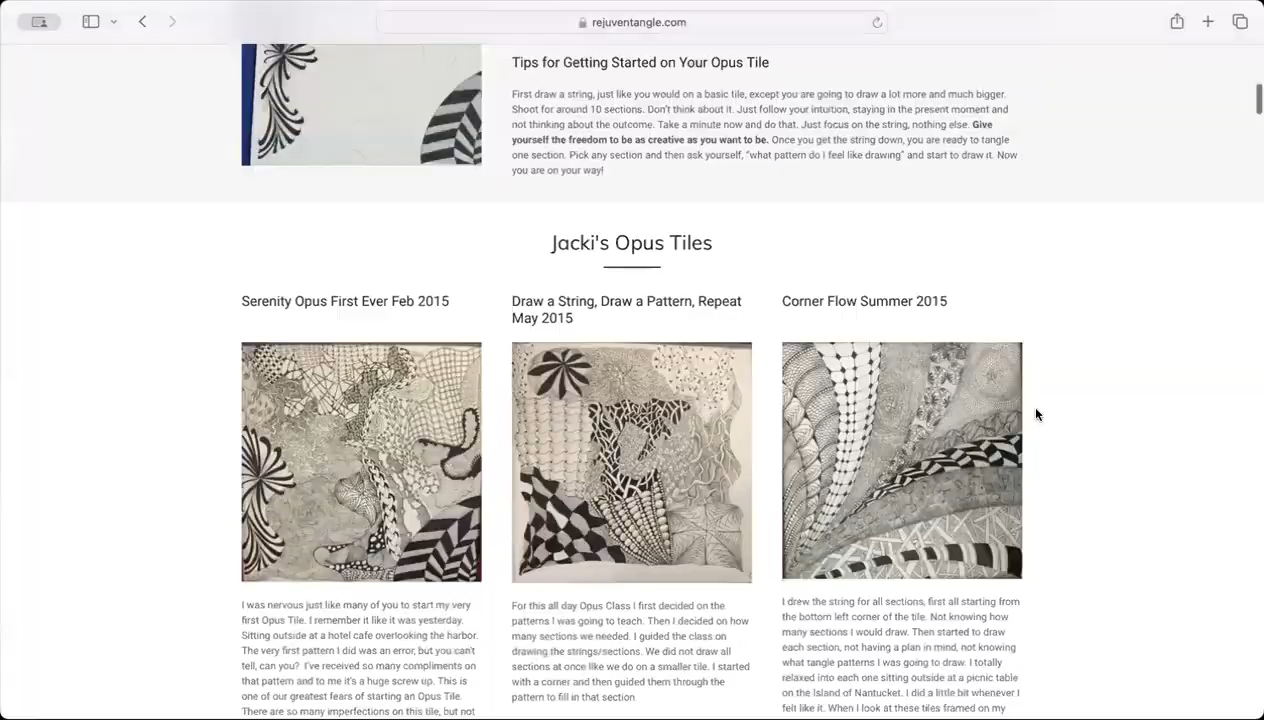 rejuventangle.com
Tips for Getting Started on Your Opus Tile
First draw a string, just like you would on a basic tile, except you are going to draw a lot more and much bigger.
Shoot for around 10 sections. Don't think about it. Just follow your intuition, staying in the present moment and
not thinking about the outcome. Take a minute now and do that. Just focus on the string, nothing else. Give
yourself the freedom to be as creative as you want to be. Once you get the string down, you are ready to tangle
one section. Pick any section and then ask yourself, "what pattern do I feel like drawing" and start to draw it. Now
you are on your way!
Jacki's Opus Tiles
Serenity Opus First Ever Feb 2015
Draw a String, Draw a Pattern, Repeat
May 2015
Corner Flow Summer 2015
I was nervous just like many of you to start my very
first Opus Tile. I remember it like it was yesterday.
Sitting outside at a hotel cafe overlooking the harbor.
The very first pattern I did was an error, but you can't
tell, can you? I've received so many compliments on
that pattern and to me it's a huge screw up. This is
one of our greatest fears of starting an Opus Tile.
There are so many imperfections on this tile, but not
For this all day Opus Class I first decided on the
patterns I was going to teach. Then I decided on how
many sections we needed. I guided the class on
drawing the strings/sections. We did not draw all
sections at once like we do on a smaller tile. I started
with a corner and then guided them through the
pattern to fill in that section
I drew the string for all sections, first all starting from
the bottom left corner of the tile. Not knowing how
many sections I would draw. Then started to draw
each section, not having a plan in mind, not knowing
what tangle patterns I was going to draw. I totally
relaxed into each one sitting outside at a picnic table
on the Island of Nantucket. I did a little bit whenever I
felt like it. When I look at these tiles framed on my